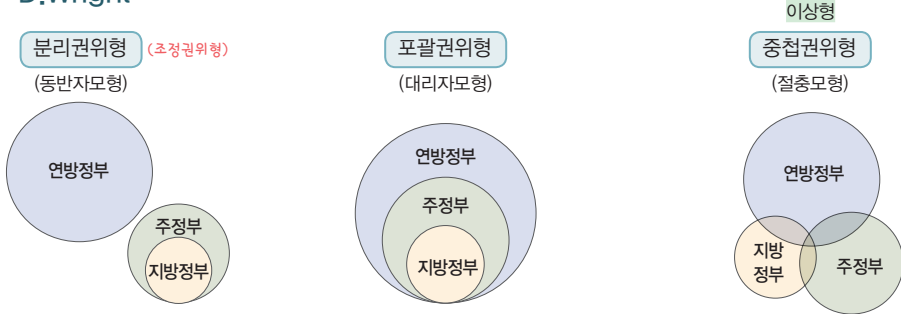 D.Wright
이상형
분리권위형 (조정권위형) 포괄권위형 중첩권위형
(동반자모형) (대리자모형) (절충모형)
연방정부
주정부
지방정부
연방정부
주정부
지방정부
연방정부
지방
정부
주정부